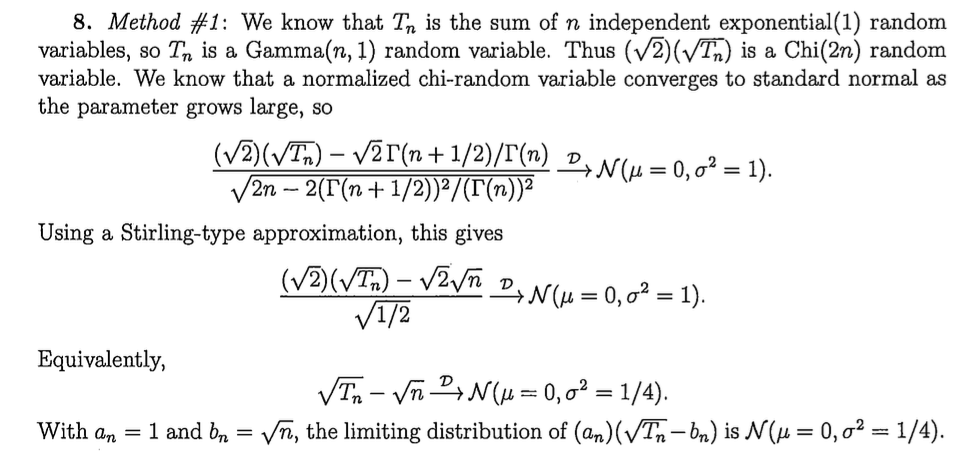 8. Method #1: We know that Tₙ is the sum of n independent exponential(1) random
variables, so Tₙ is a Gamma(n, 1) random variable. Thus (√2)(√Tₙ) is a Chi(2n) random
variable. We know that a normalized chi-random variable converges to standard normal as
the parameter grows large, so
((√2)(√Tₙ) − √2Γ(n + 1/2)/Γ(n)) / √(2n − 2(Γ(n + 1/2))²/(Γ(n))²) →ᴰ 𝒩(μ = 0, σ² = 1).
Using a Stirling-type approximation, this gives
((√2)(√Tₙ) − √2√n) / √(1/2) →ᴰ 𝒩(μ = 0, σ² = 1).
Equivalently,
√Tₙ − √n →ᴰ 𝒩(μ = 0, σ² = 1/4).
With aₙ = 1 and bₙ = √n, the limiting distribution of (aₙ)(√Tₙ − bₙ) is 𝒩(μ = 0, σ² = 1/4).